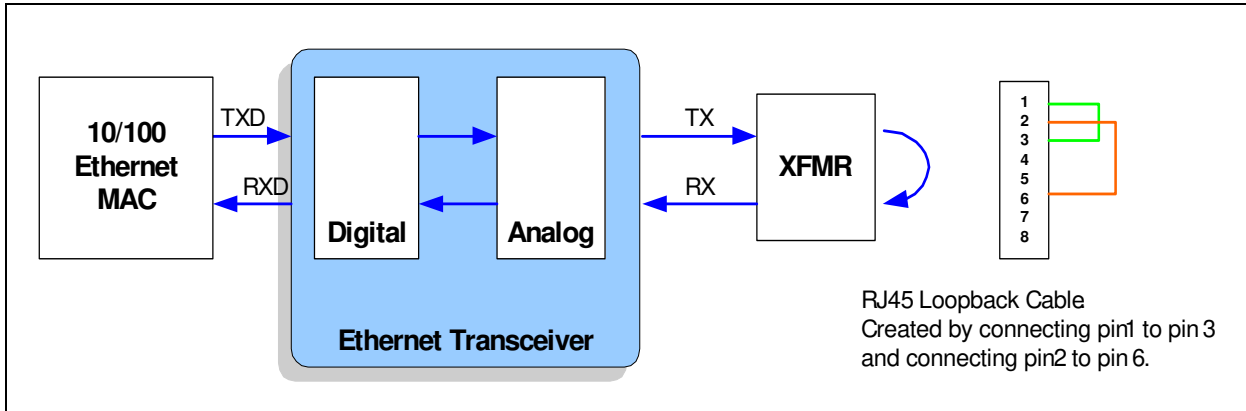 10/100
Ethernet
MAC
TXD
RXD
Digital
Analog
Ethernet Transceiver
TX
RX
XFMR
1
2
3
4
5
6
7
8
RJ45 Loopback Cable.
Created by connecting pin1 to pin 3
and connecting pin2 to pin 6.